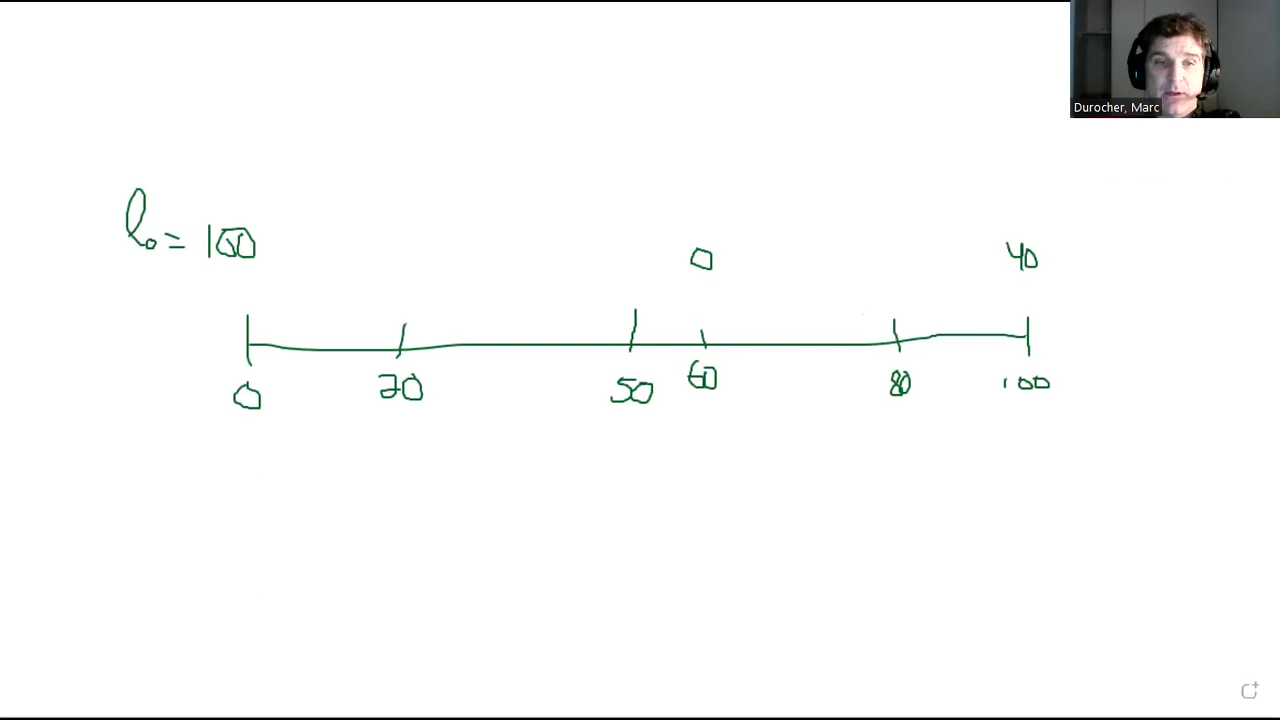 Durocher, Marc
l₀ = 100
0 40
0 20 50 60 80 100